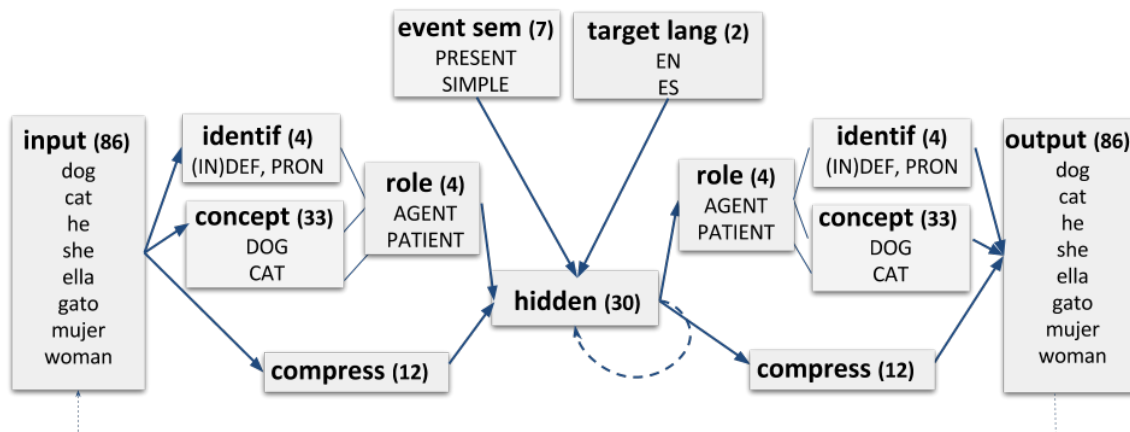 event sem (7)
PRESENT
SIMPLE
target lang (2)
EN
ES
input (86)
dog
cat
he
she
ella
gato
mujer
woman
identif (4)
(IN)DEF, PRON
concept (33)
DOG
CAT
role (4)
AGENT
PATIENT
compress (12)
hidden (30)
role (4)
AGENT
PATIENT
identif (4)
(IN)DEF, PRON
concept (33)
DOG
CAT
compress (12)
output (86)
dog
cat
he
she
ella
gato
mujer
woman